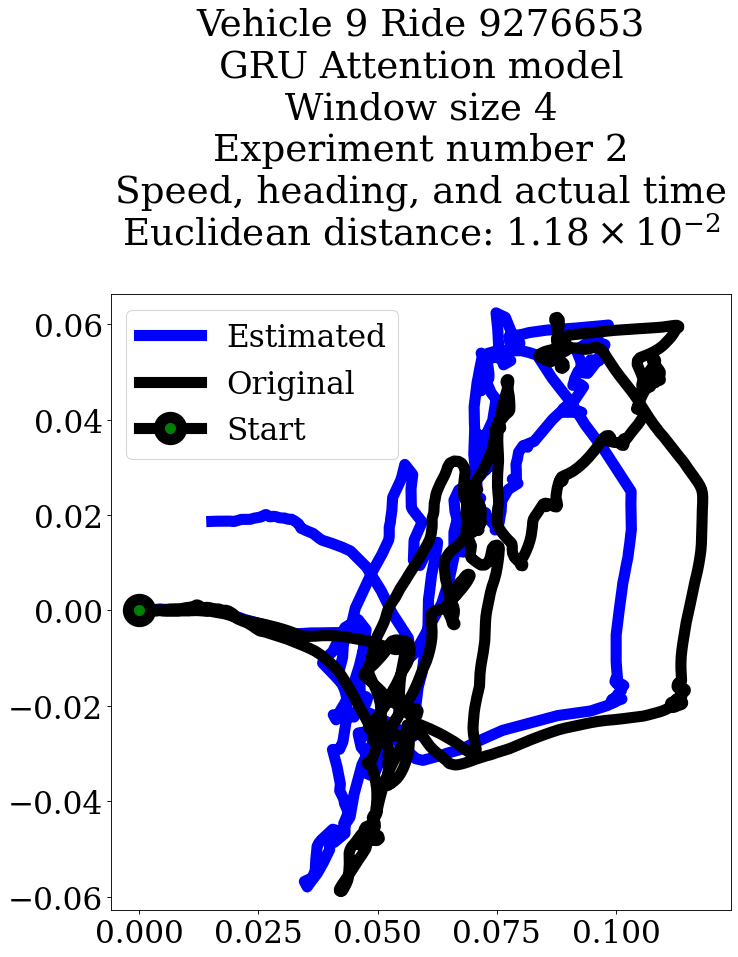 Vehicle 9 Ride 9276653
GRU Attention model
Window size 4
Experiment number 2
Speed, heading, and actual time
Euclidean distance: 1.18 × 10⁻²
Estimated
Original
Start
0.06
0.04
0.02
0.00
−0.02
−0.04
−0.06
0.000 0.025 0.050 0.075 0.100